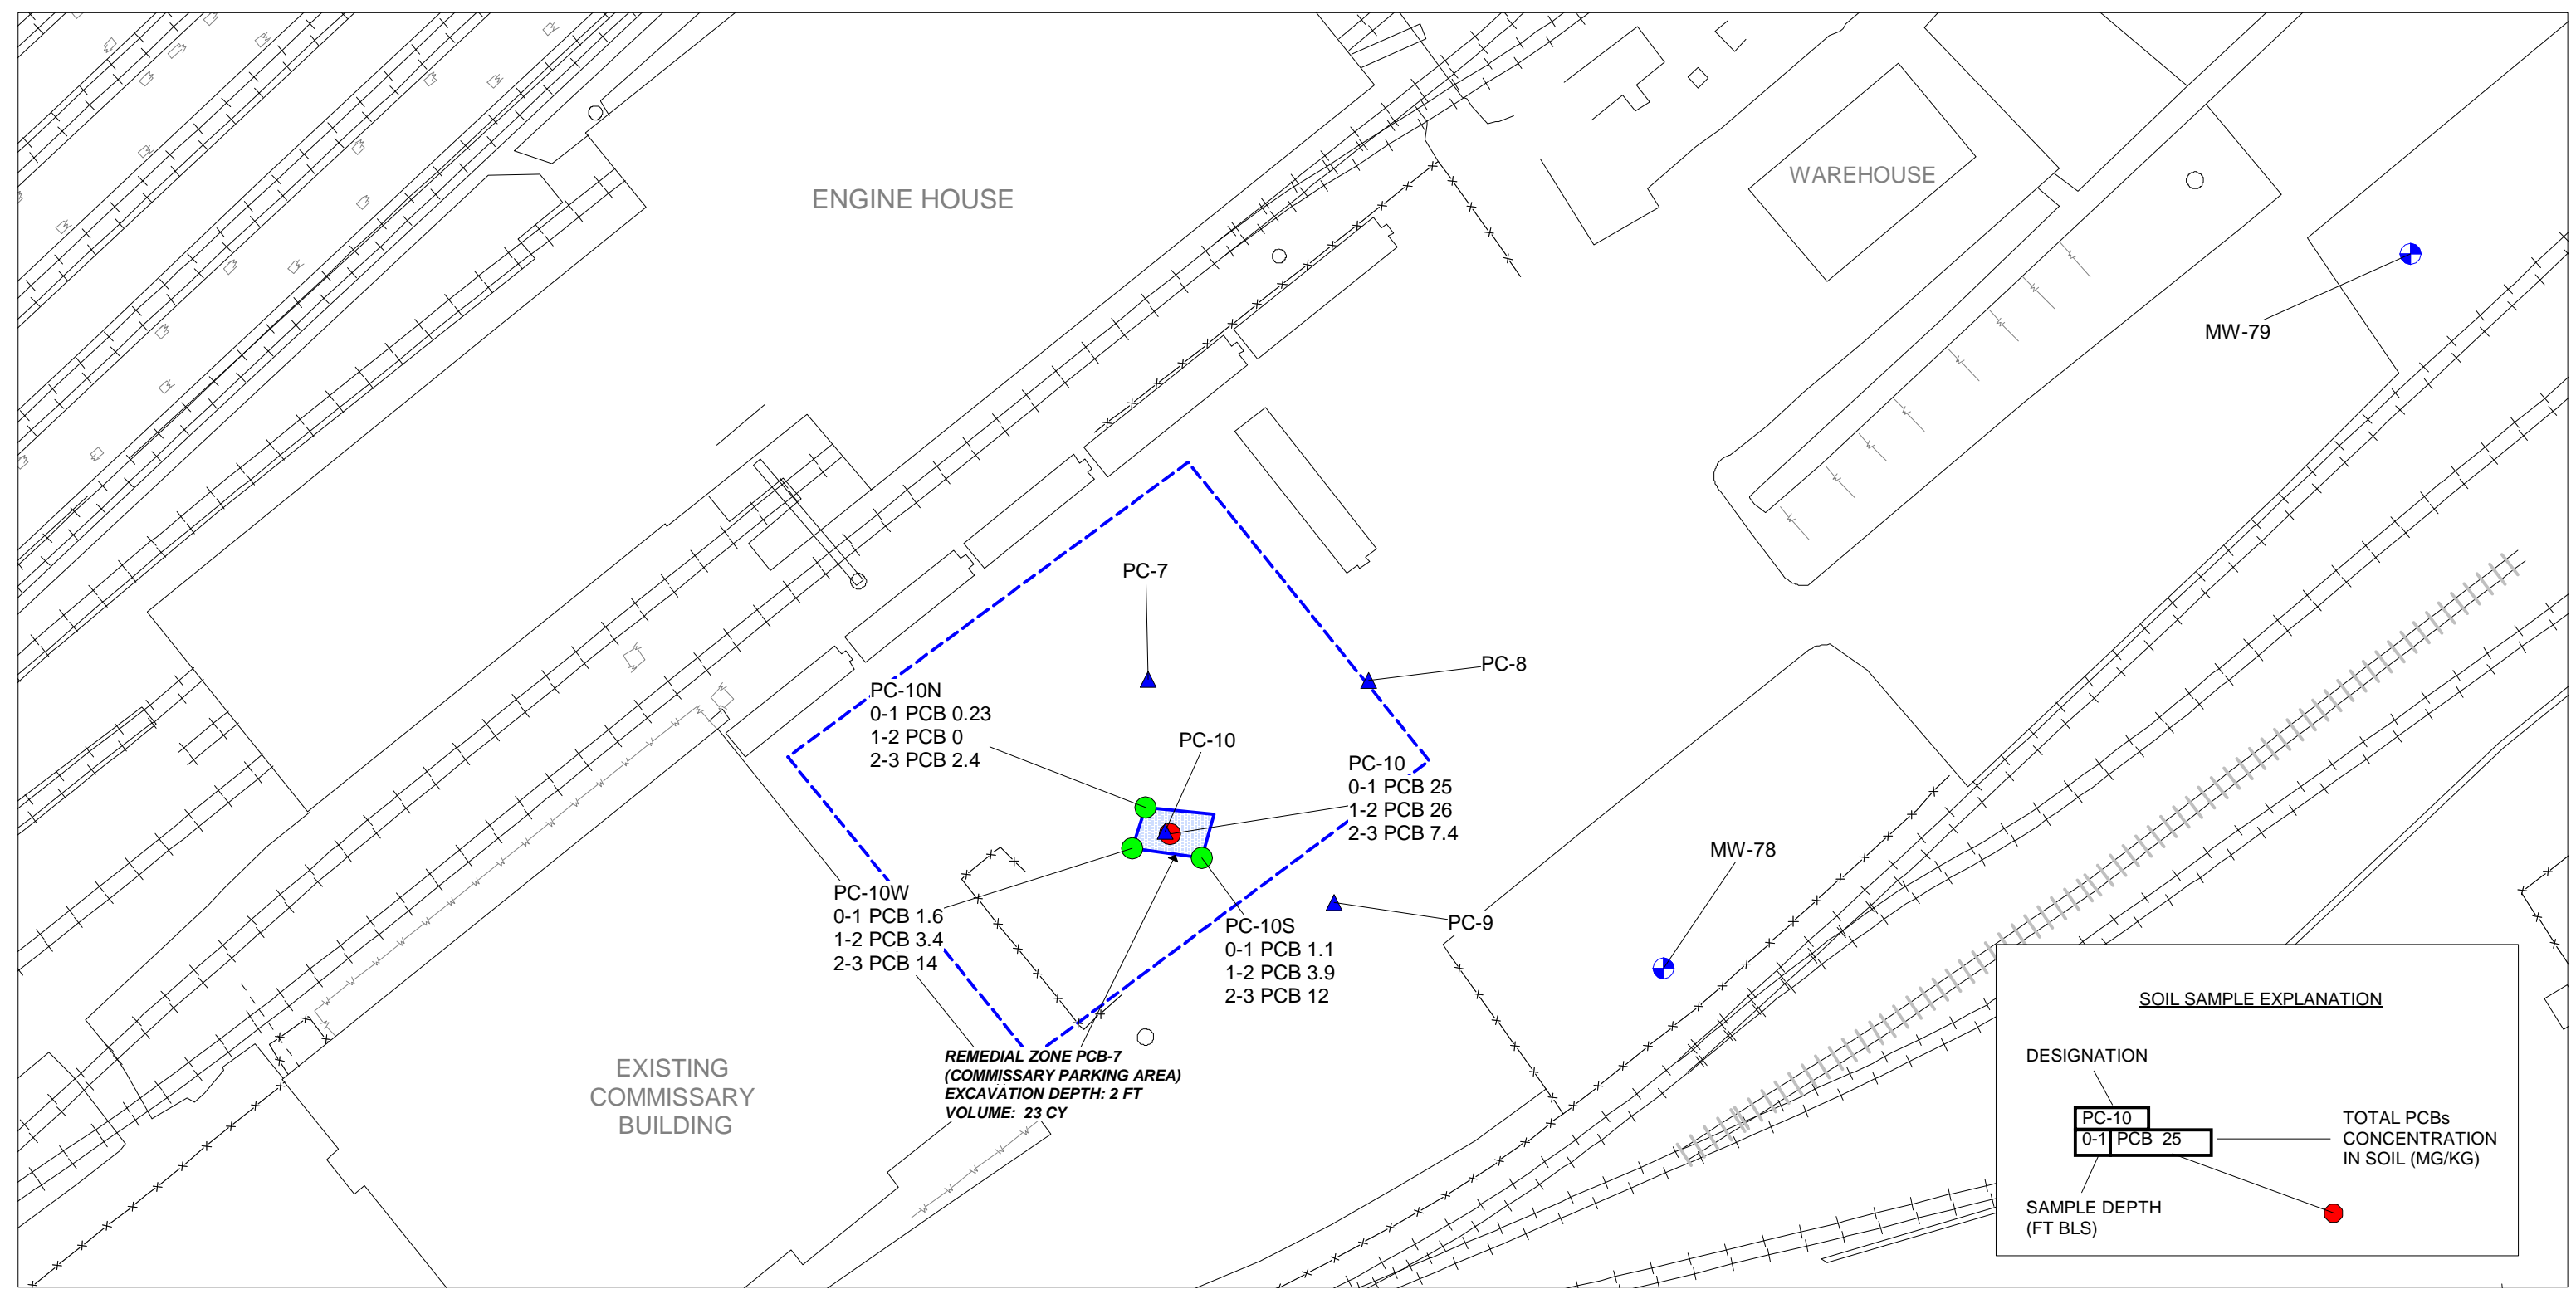 ENGINE HOUSE
WAREHOUSE
MW-79
PC-7
PC-8
PC-10N
0-1 PCB 0.23
1-2 PCB 0
2-3 PCB 2.4
PC-10
PC-10
0-1 PCB 25
1-2 PCB 26
2-3 PCB 7.4
MW-78
PC-10W
0-1 PCB 1.6
1-2 PCB 3.4
2-3 PCB 14
PC-10S
0-1 PCB 1.1
1-2 PCB 3.9
2-3 PCB 12
PC-9
REMEDIAL ZONE PCB-7
(COMMISSARY PARKING AREA)
EXCAVATION DEPTH: 2 FT
VOLUME: 23 CY
EXISTING
COMMISSARY
BUILDING
SOIL SAMPLE EXPLANATION
DESIGNATION
PC-10
0-1 PCB 25
TOTAL PCBs
CONCENTRATION
IN SOIL (MG/KG)
SAMPLE DEPTH
(FT BLS)